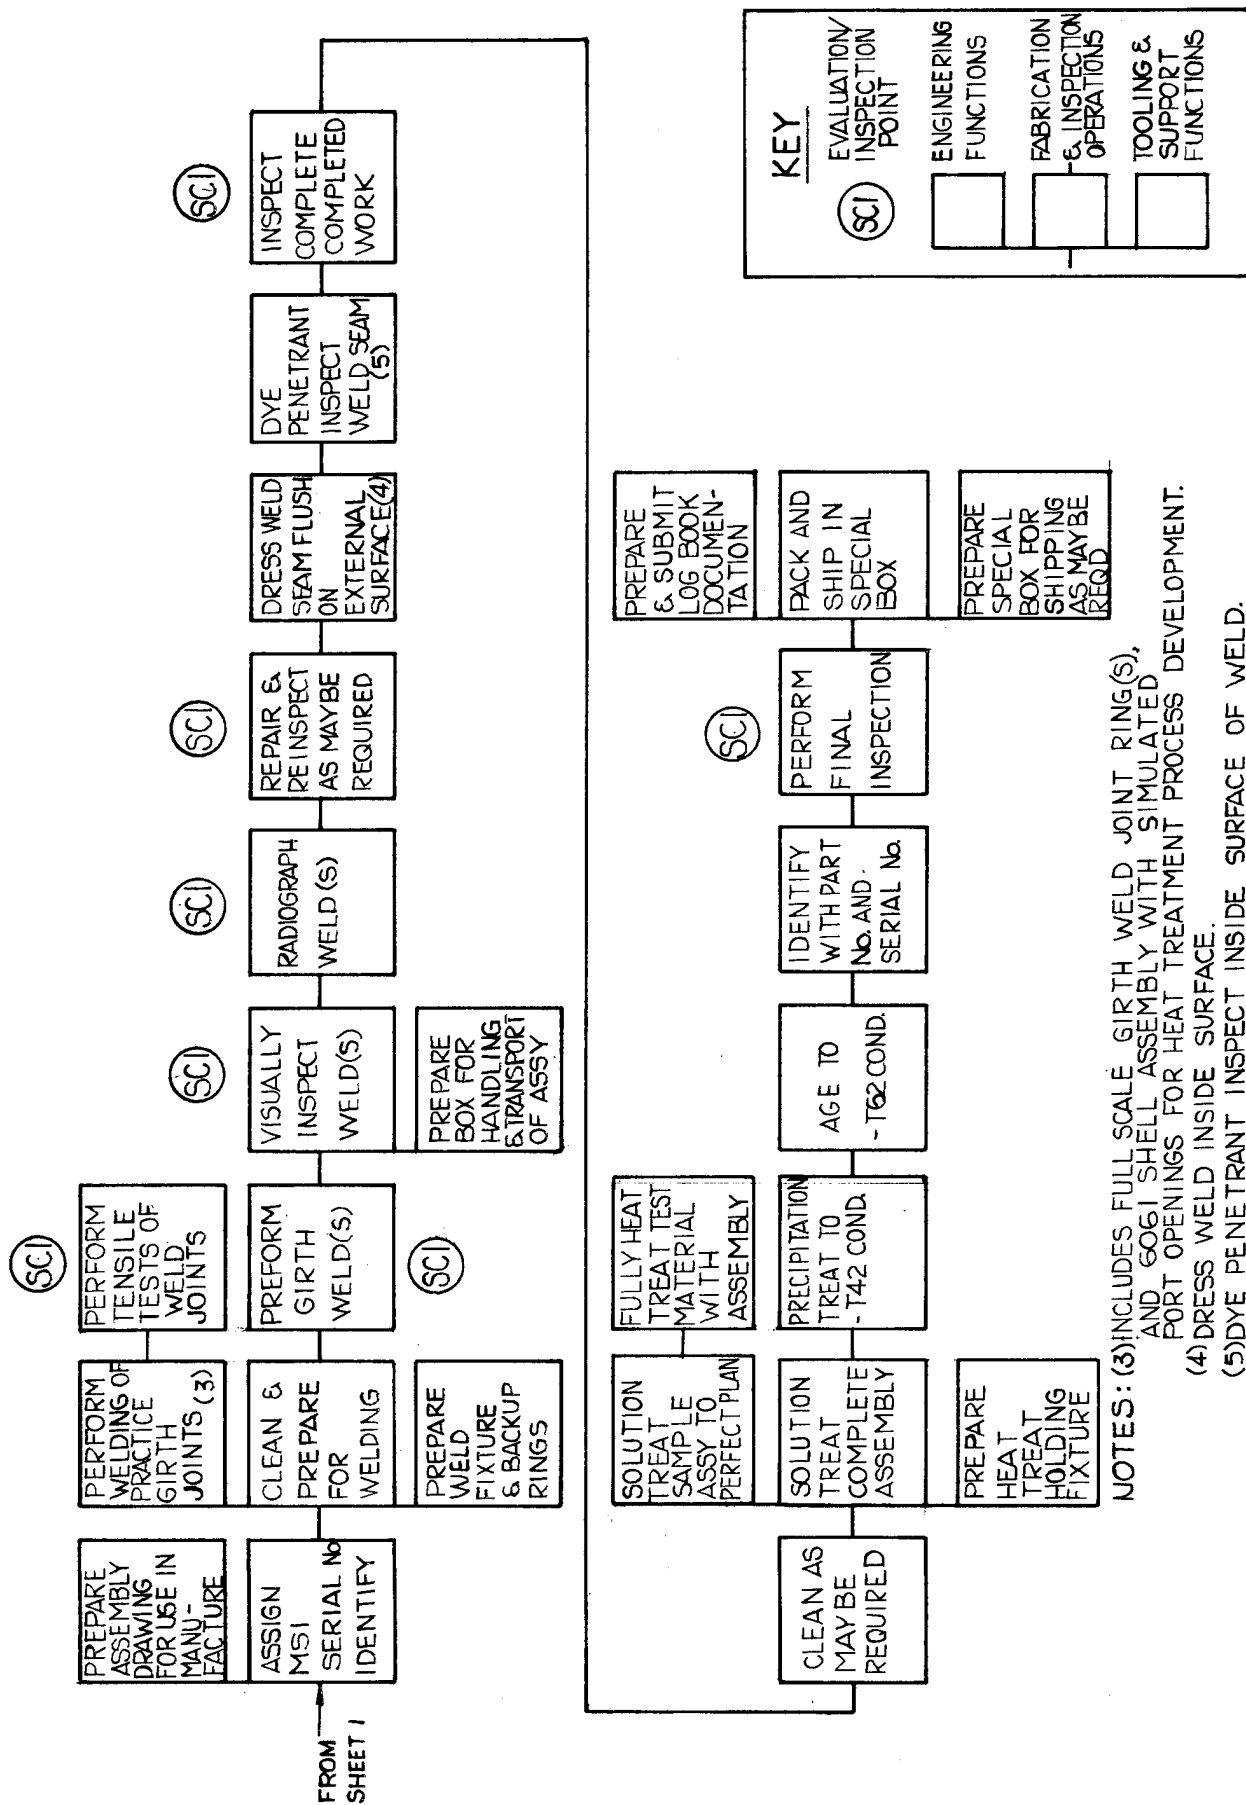 FROM
SHEET 1
PREPARE
ASSEMBLY
DRAWING
FOR USE IN
MANU-
FACTURE
ASSIGN
MSI
SERIAL No
IDENTIFY
PERFORM
WELDING OF
PRACTICE
GIRTH
JOINTS (3)
CLEAN &
PREPARE
FOR
WELDING
PREPARE
WELD
FIXTURE
& BACKUP
RINGS
SCI
PERFORM
TENSILE
TESTS OF
WELD
JOINTS
PREFORM
GIRTH
WELD(S)
SCI
SCI
VISUALLY
INSPECT
WELD(S)
PREPARE
BOX FOR
HANDLING
& TRANSPORT
OF ASSY
SCI
RADIOGRAPH
WELD(S)
SCI
REPAIR &
REINSPECT
AS MAYBE
REQUIRED
DRESS WELD
SEAM FLUSH
ON
EXTERNAL
SURFACE(4)
DYE
PENETRANT
INSPECT
WELD SEAM
(5)
SCI
INSPECT
COMPLETE
COMPLETED
WORK
CLEAN AS
MAYBE
REQUIRED
SOLUTION
TREAT
SAMPLE
ASSY TO
PERFECT PLAN
SOLUTION
TREAT
COMPLETE
ASSEMBLY
PREPARE
HEAT
TREAT
HOLDING
FIXTURE
FULLY HEAT
TREAT TEST
MATERIAL
WITH
ASSEMBLY
PRECIPITATION
TREAT TO
-T42 COND.
AGE TO
-T62 COND.
IDENTIFY
WITH PART
No. AND-
SERIAL No.
SCI
PERFORM
FINAL
INSPECTION
PREPARE
& SUBMIT
LOG BOOK
DOCUMEN-
TATION
PACK AND
SHIP IN
SPECIAL
BOX
PREPARE
SPECIAL
BOX FOR
SHIPPING
AS MAYBE
REQD
KEY
SCI
EVALUATION/
INSPECTION
POINT
ENGINEERING
FUNCTIONS
FABRICATION
& INSPECTION
OPERATIONS
TOOLING &
SUPPORT
FUNCTIONS
NOTES: (3) INCLUDES FULL SCALE GIRTH WELD JOINT RING(S),
AND 6061 SHELL ASSEMBLY WITH SIMULATED
PORT OPENINGS FOR HEAT TREATMENT PROCESS DEVELOPMENT.
(4) DRESS WELD INSIDE SURFACE.
(5) DYE PENETRANT INSPECT INSIDE SURFACE OF WELD.